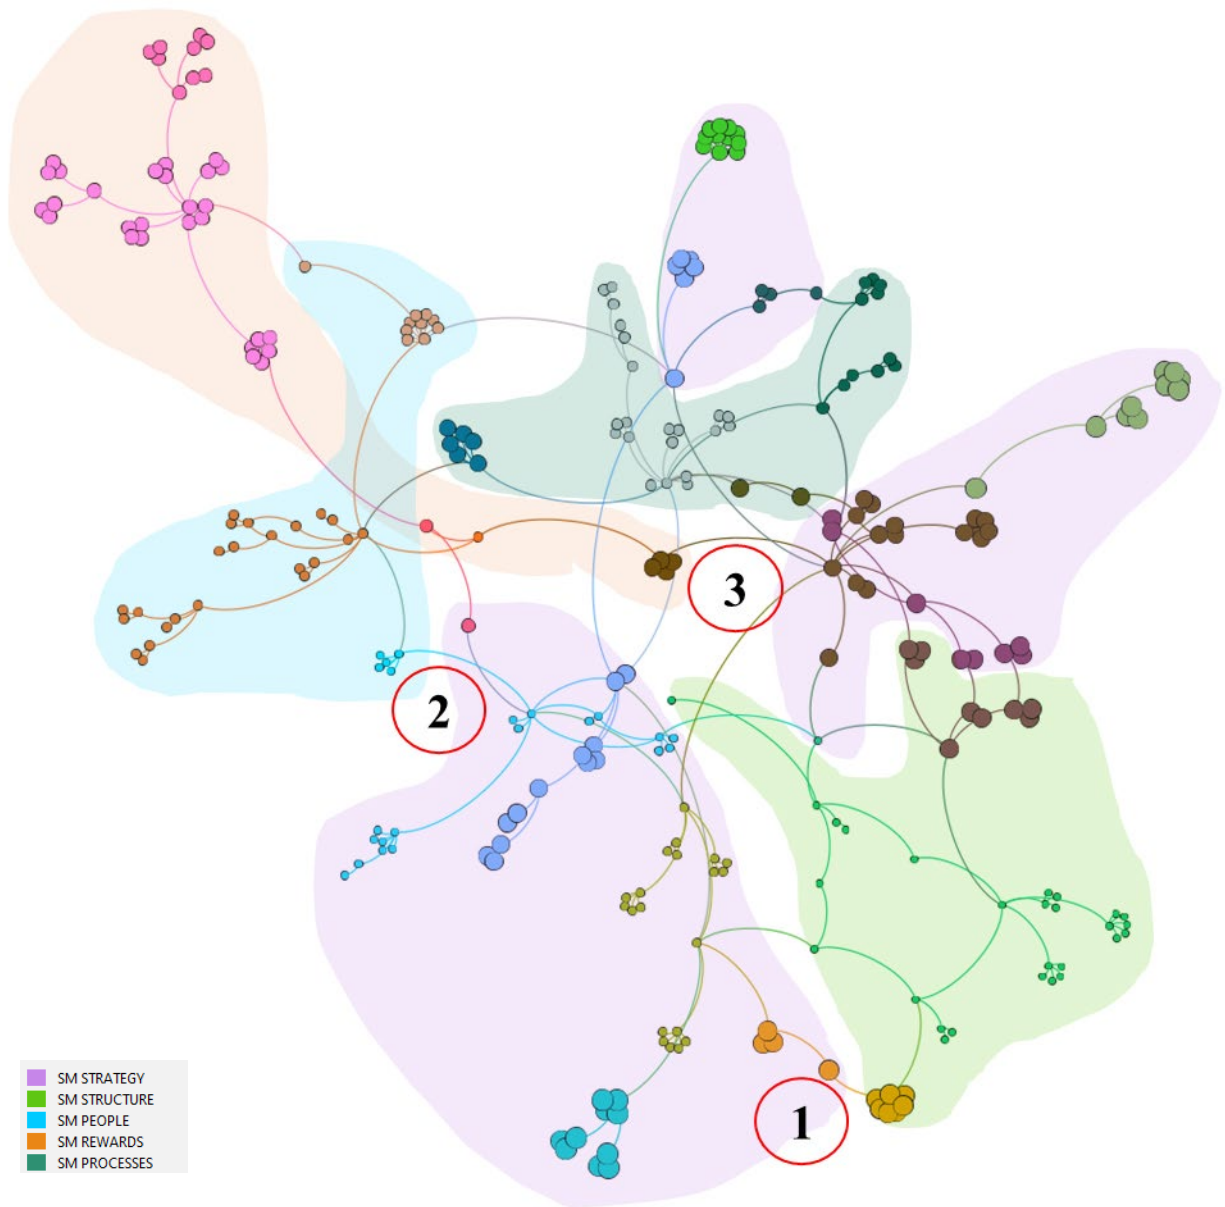 3
2
1
SM STRATEGY
SM STRUCTURE
SM PEOPLE
SM REWARDS
SM PROCESSES